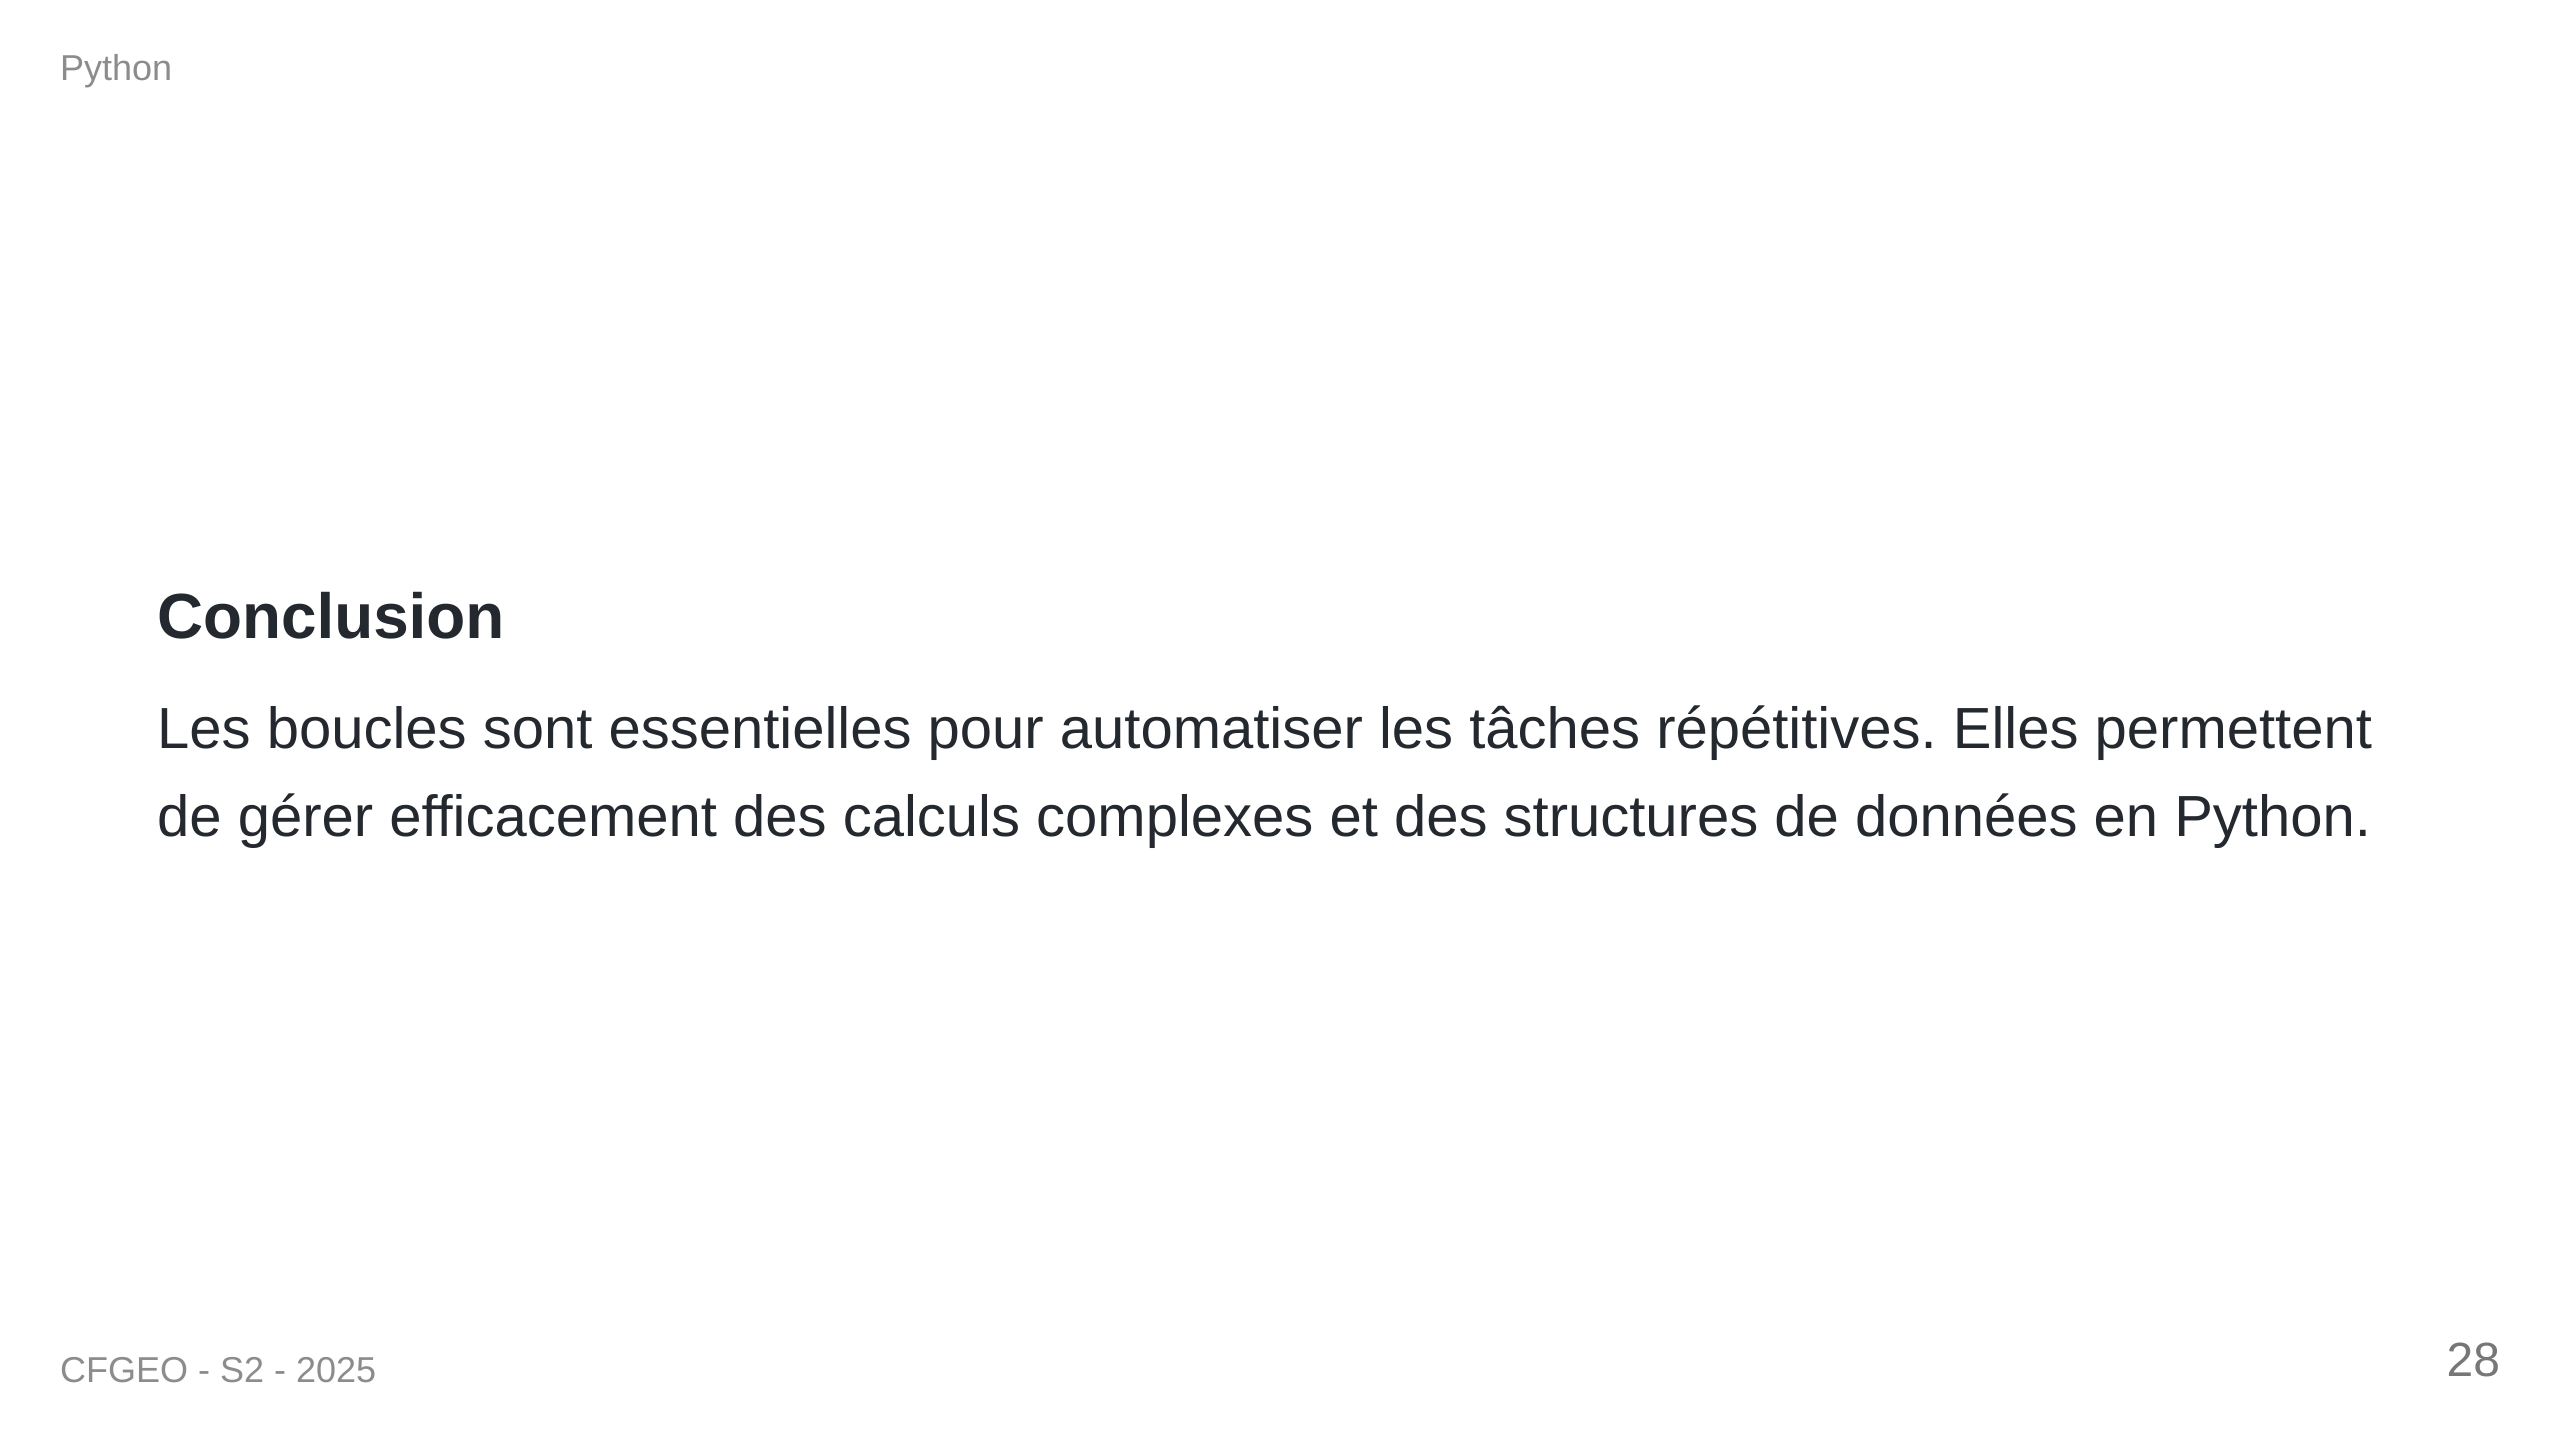 Python
Conclusion
Les boucles sont essentielles pour automatiser les tâches répétitives. Elles permettent
de gérer efficacement des calculs complexes et des structures de données en Python.
CFGEO - S2 - 2025
28